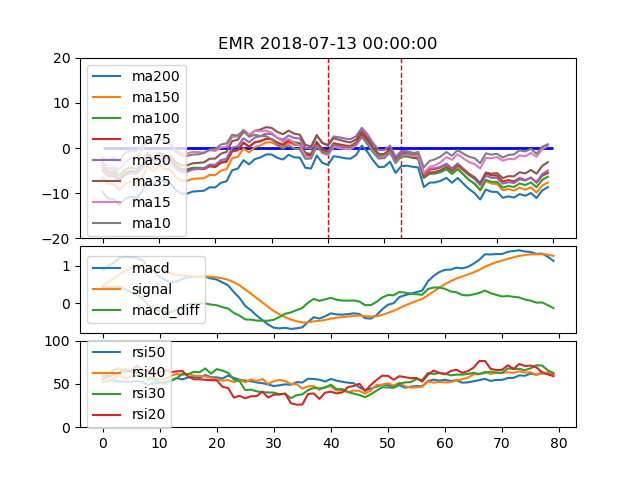 EMR 2018-07-13 00:00:00
20
10
0
−10
−20
ma200
ma150
ma100
ma75
ma50
ma35
ma15
ma10
1
0
macd
signal
macd_diff
100
50
0
rsi50
rsi40
rsi30
rsi20
0 10 20 30 40 50 60 70 80